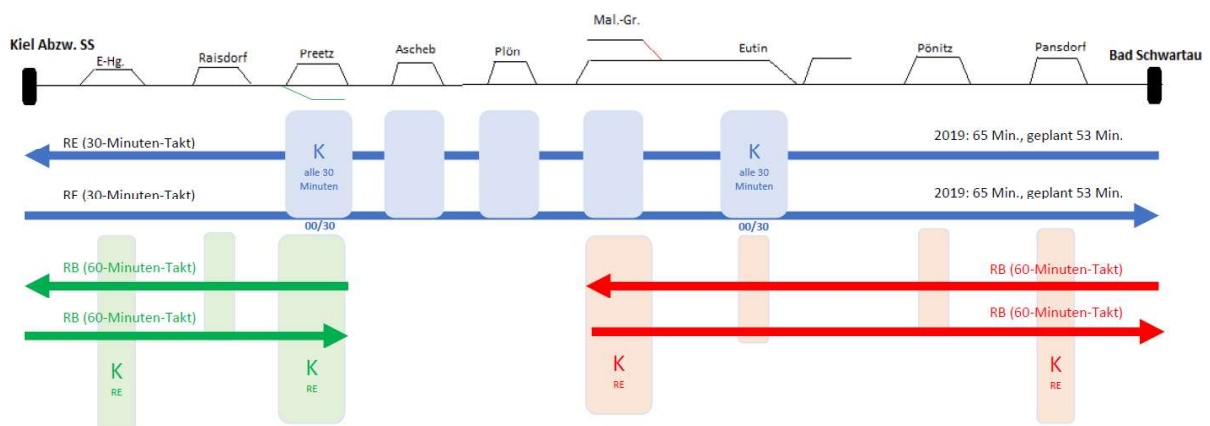 Mal.-Gr.
Kiel Abzw. SS
E-Hg.
Raisdorf
Preetz
Ascheb
Plön
Eutin
Pönitz
Pansdorf
Bad Schwartau
RE (30-Minuten-Takt)
K
alle 30
Minuten
K
alle 30
Minuten
2019: 65 Min., geplant 53 Min.
RE (30-Minuten-Takt)
2019: 65 Min., geplant 53 Min.
00/30
00/30
RB (60-Minuten-Takt)
RB (60-Minuten-Takt)
RB (60-Minuten-Takt)
RB (60-Minuten-Takt)
K
RE
K
RE
K
RE
K
RE